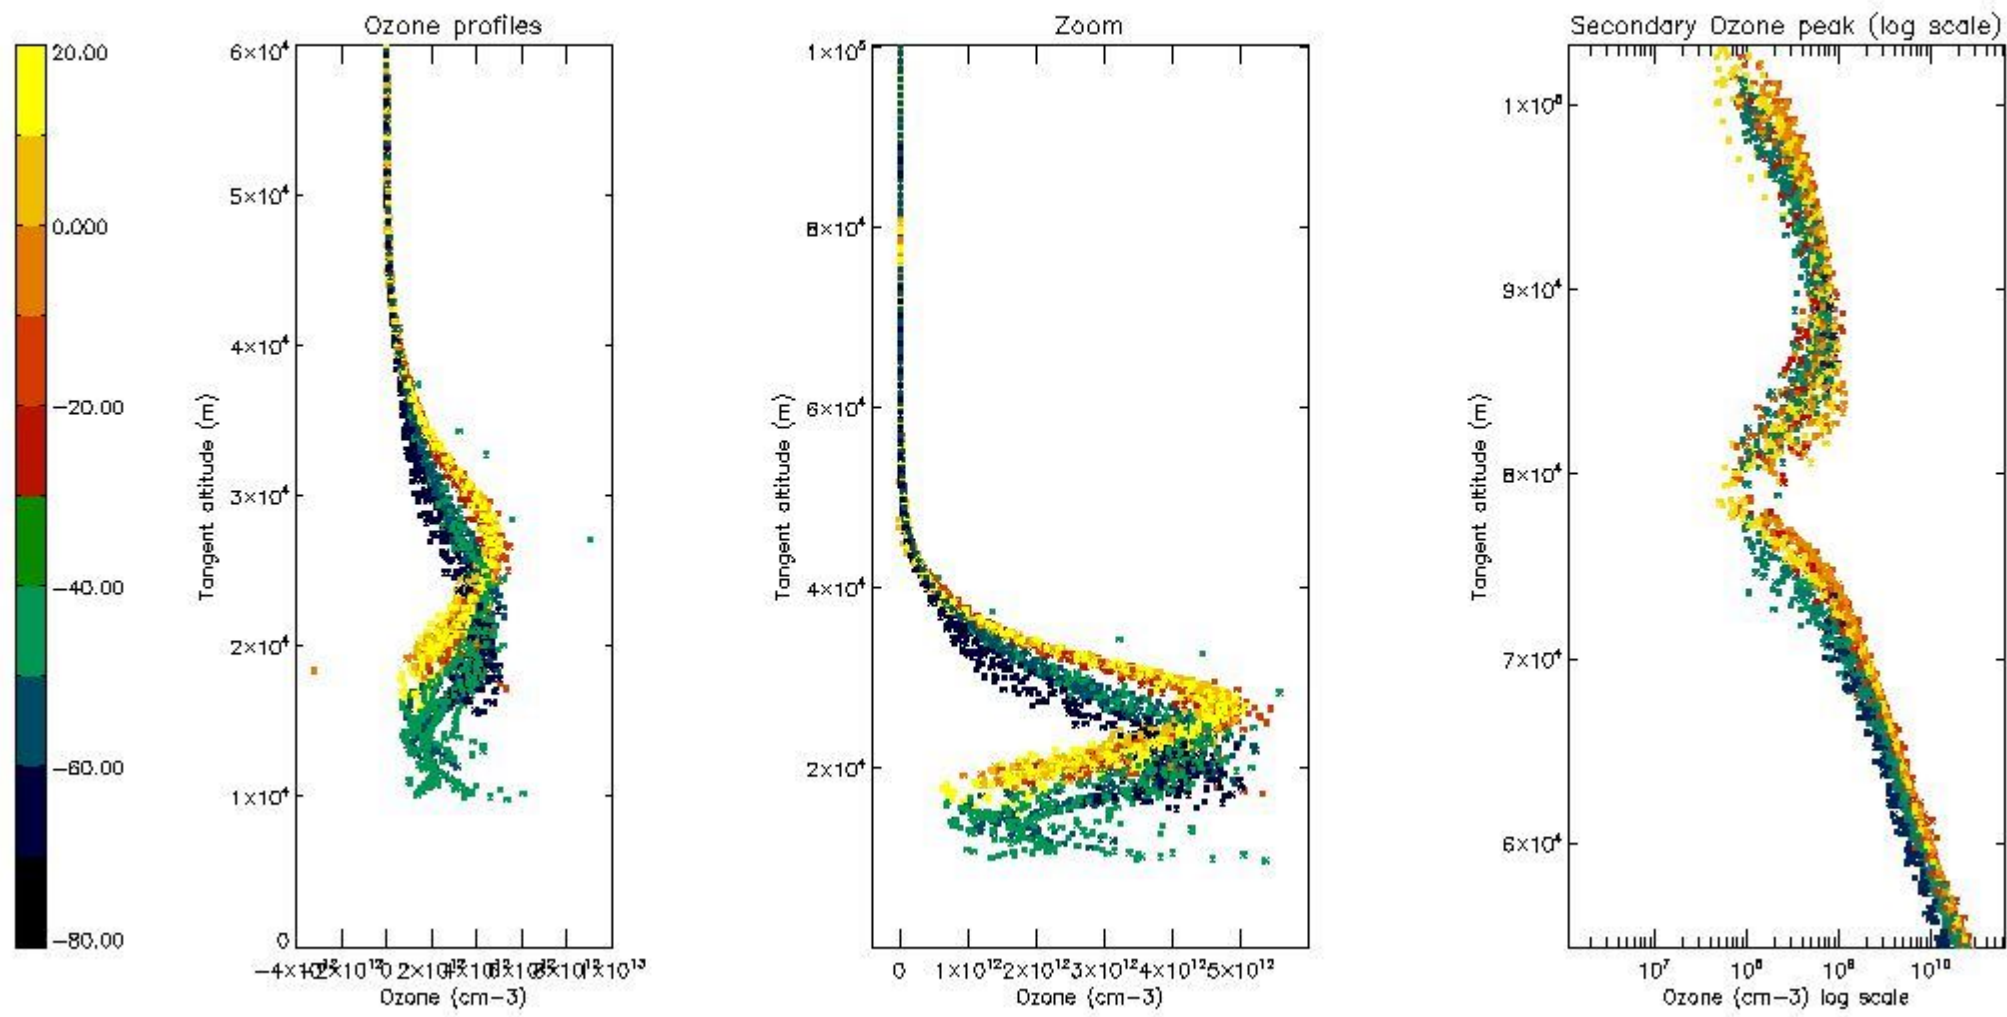 Ozone profiles
Zoom
Secondary Ozone peak (log scale)
20.00
0.000
−20.00
−40.00
−60.00
−80.00
6×10⁴
5×10⁴
4×10⁴
3×10⁴
2×10⁴
1×10⁴
0
Tangent altitude (m)
Ozone (cm−3)
1×10⁵
8×10⁴
6×10⁴
4×10⁴
2×10⁴
Tangent altitude (m)
0 1×10¹² 2×10¹² 3×10¹² 4×10¹² 5×10¹²
Ozone (cm−3)
9×10⁴
8×10⁴
7×10⁴
6×10⁴
Tangent altitude (m)
10⁷ 10⁸ 10⁹ 10¹⁰
Ozone (cm−3) log scale